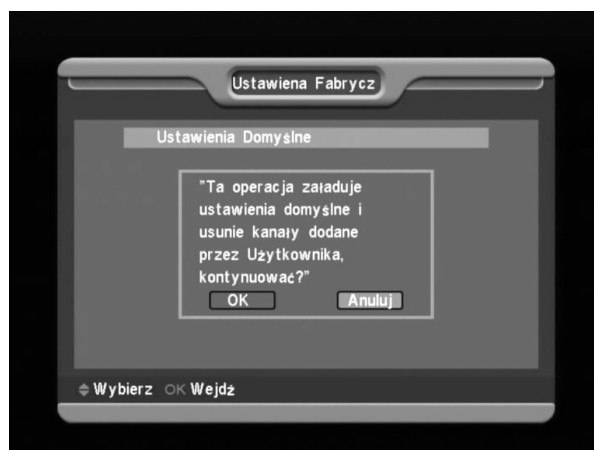 Ustawiena Fabrycz
Ustawienia Domyślne
"Ta operacja załaduje
ustawienia domyślne i
usunie kanały dodane
przez Użytkownika,
kontynuować?"
OK Anuluj
Wybierz OK Wejdź